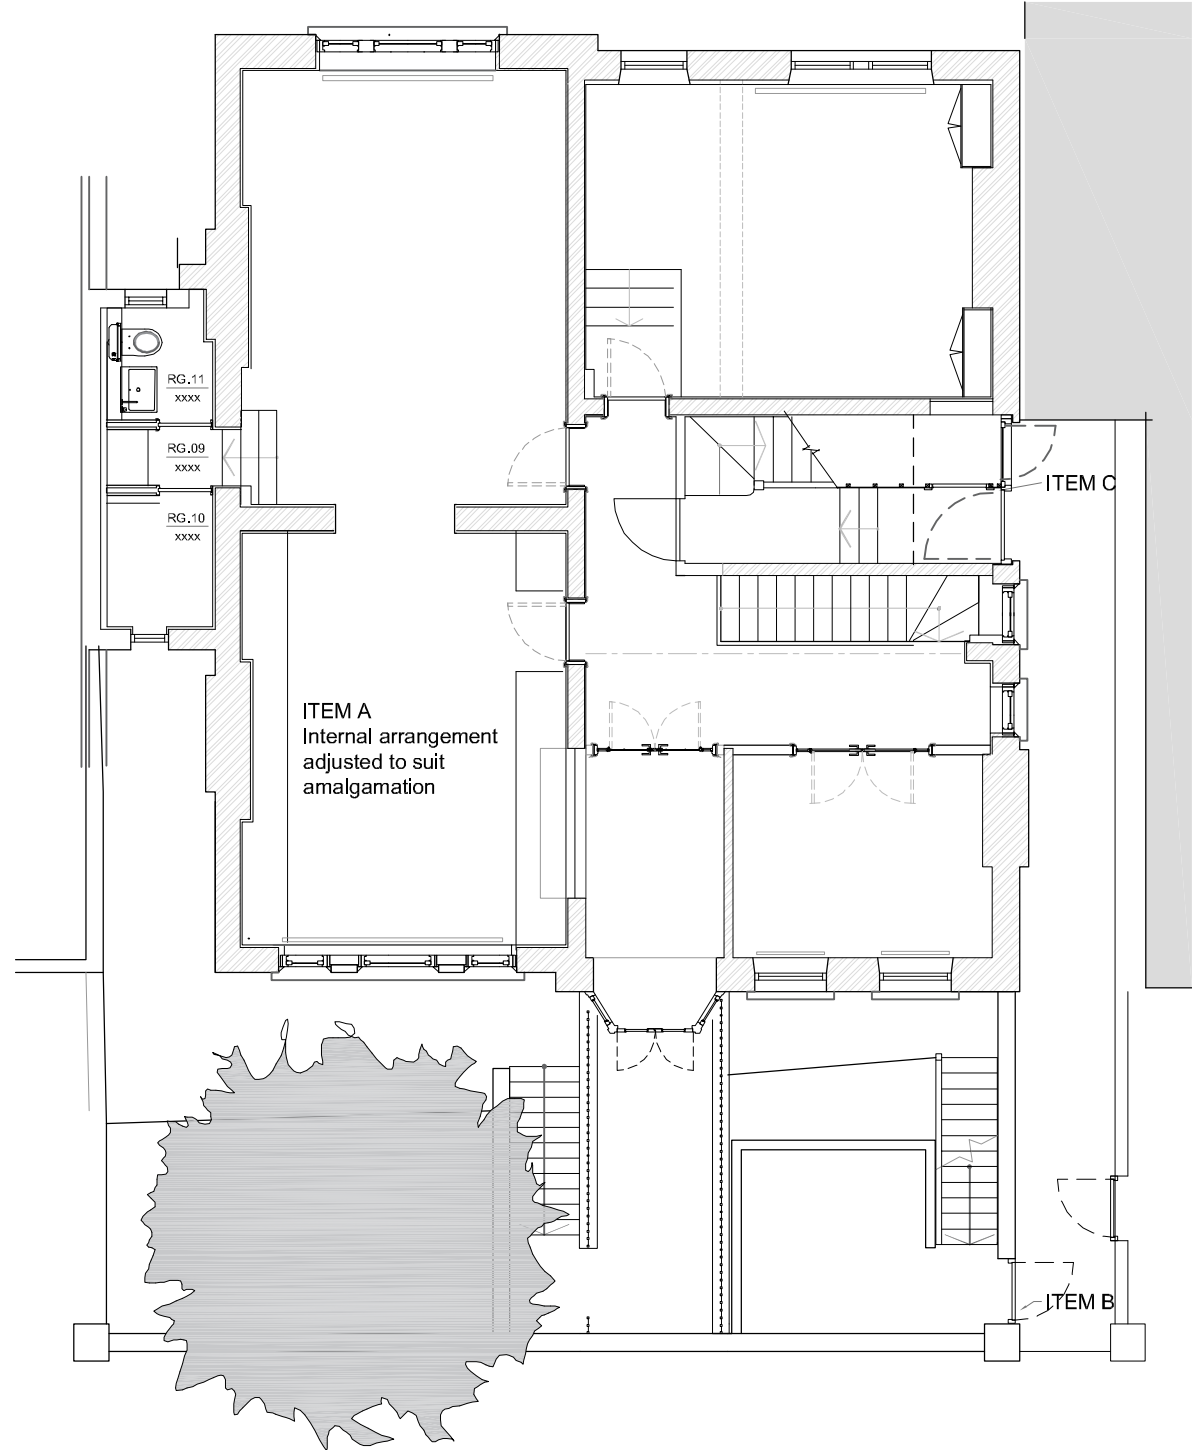 RG.11
xxxx
RG.09
xxxx
ITEM C
RG.10
xxxx
ITEM A
Internal arrangement
adjusted to suit
amalgamation
ITEM B